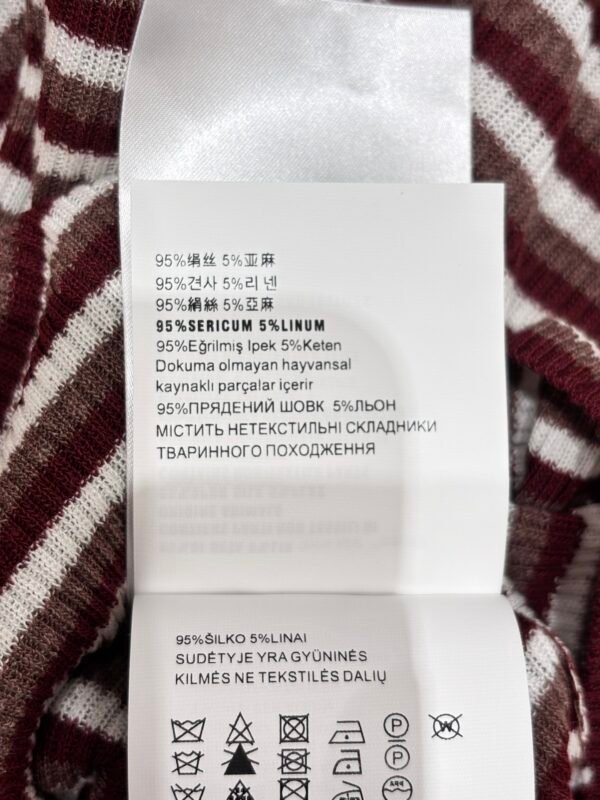 95%绢丝 5%亚麻
95%견사 5%리넨
95%絹絲 5%亞麻
95%SERICUM 5%LINUM
95%Eğrilmiş Ipek 5%Keten
Dokuma olmayan hayvansal
kaynaklı parçalar içerir
95%ПРЯДЕНИЙ ШОВК 5%ЛЬОН
МІСТИТЬ НЕТЕКСТИЛЬНІ СКЛАДНИКИ
ТВАРИННОГО ПОХОДЖЕННЯ
95%ŠILKO 5%LINAI
SUDĖTYJE YRA GYŪNINĖS
KILMĖS NE TEKSTILĖS DALIŲ
P W
P